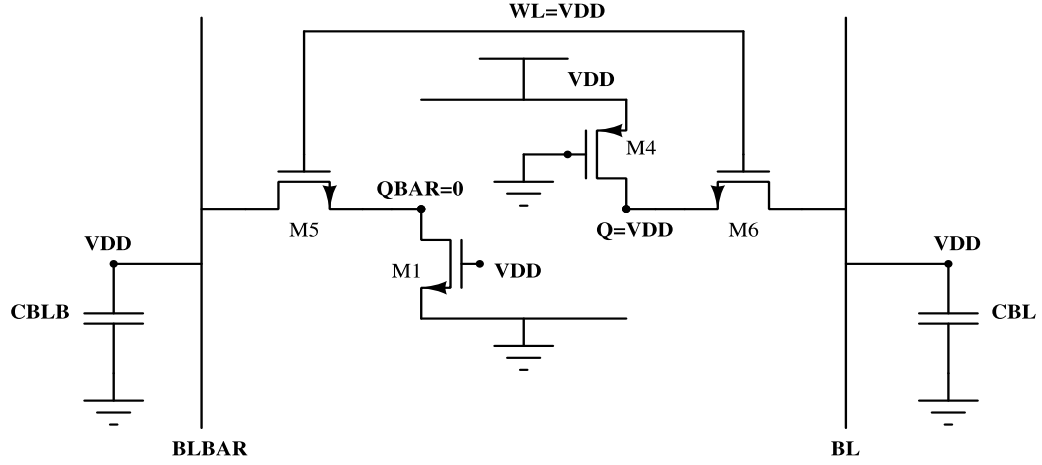 WL=VDD
VDD
M4
QBAR=0
M5
Q=VDD
M6
VDD
M1
VDD
VDD
CBLB
CBL
BLBAR
BL